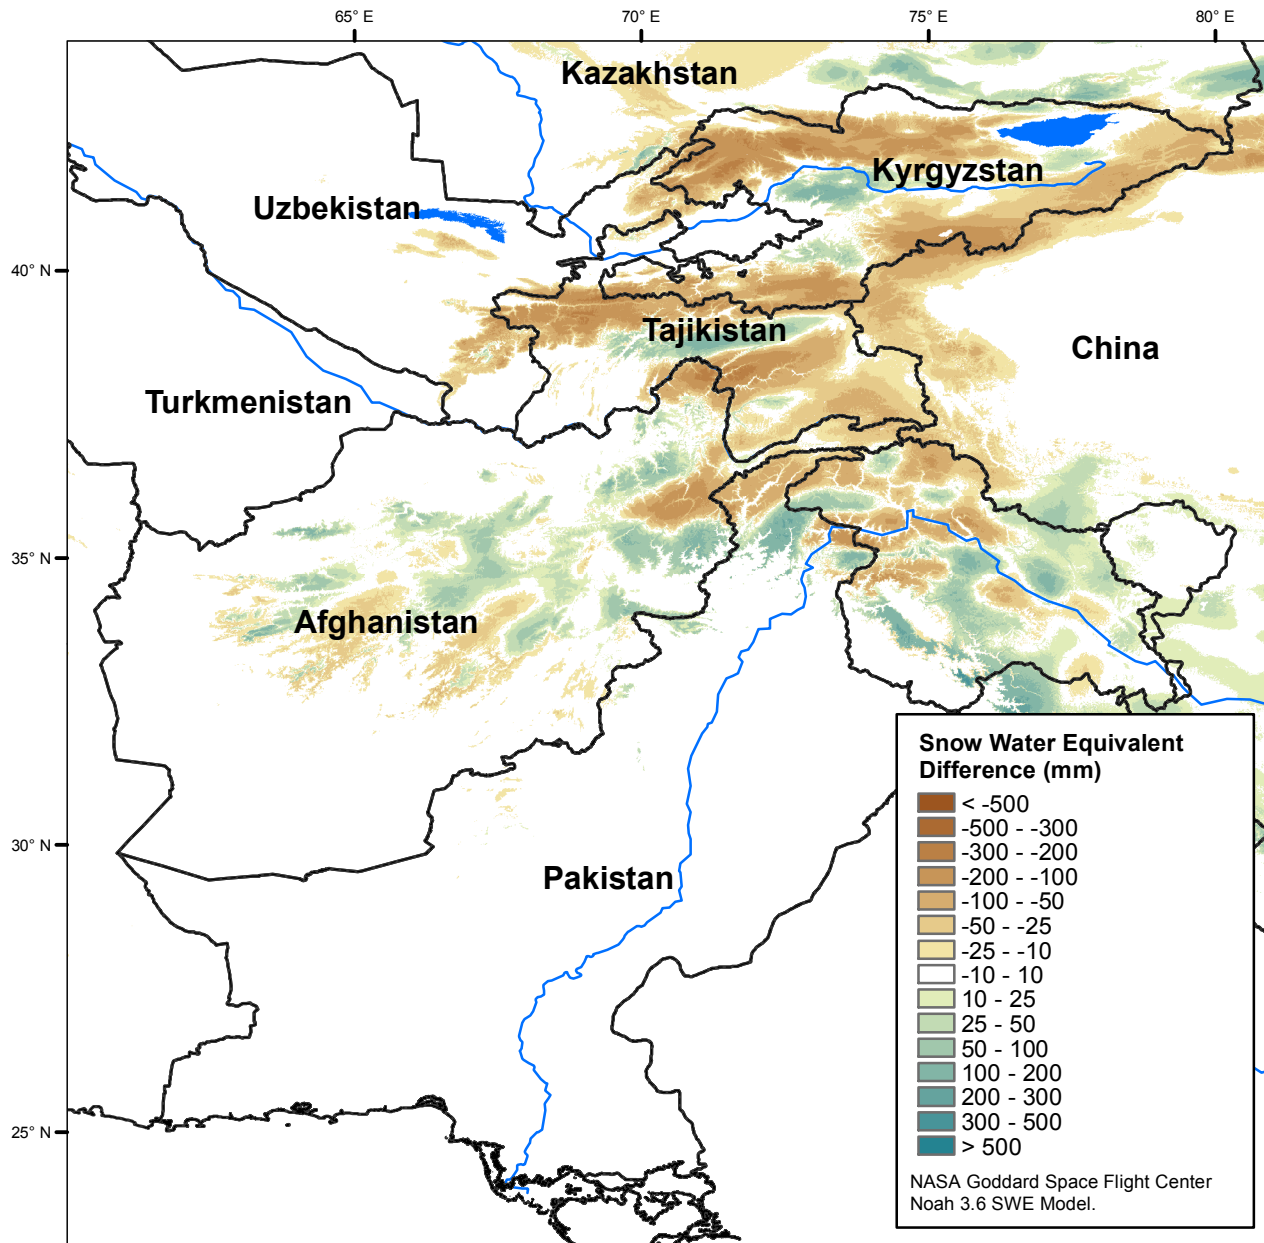 65° E
70° E
75° E
80° E
Kazakhstan
Kyrgyzstan
Uzbekistan
40° N
Tajikistan
China
Turkmenistan
35° N
Afghanistan
Snow Water Equivalent
Difference (mm)
< -500
-500 - -300
-300 - -200
-200 - -100
-100 - -50
-50 - -25
-25 - -10
-10 - 10
10 - 25
25 - 50
50 - 100
100 - 200
200 - 300
300 - 500
> 500
NASA Goddard Space Flight Center
Noah 3.6 SWE Model.
30° N
Pakistan
25° N